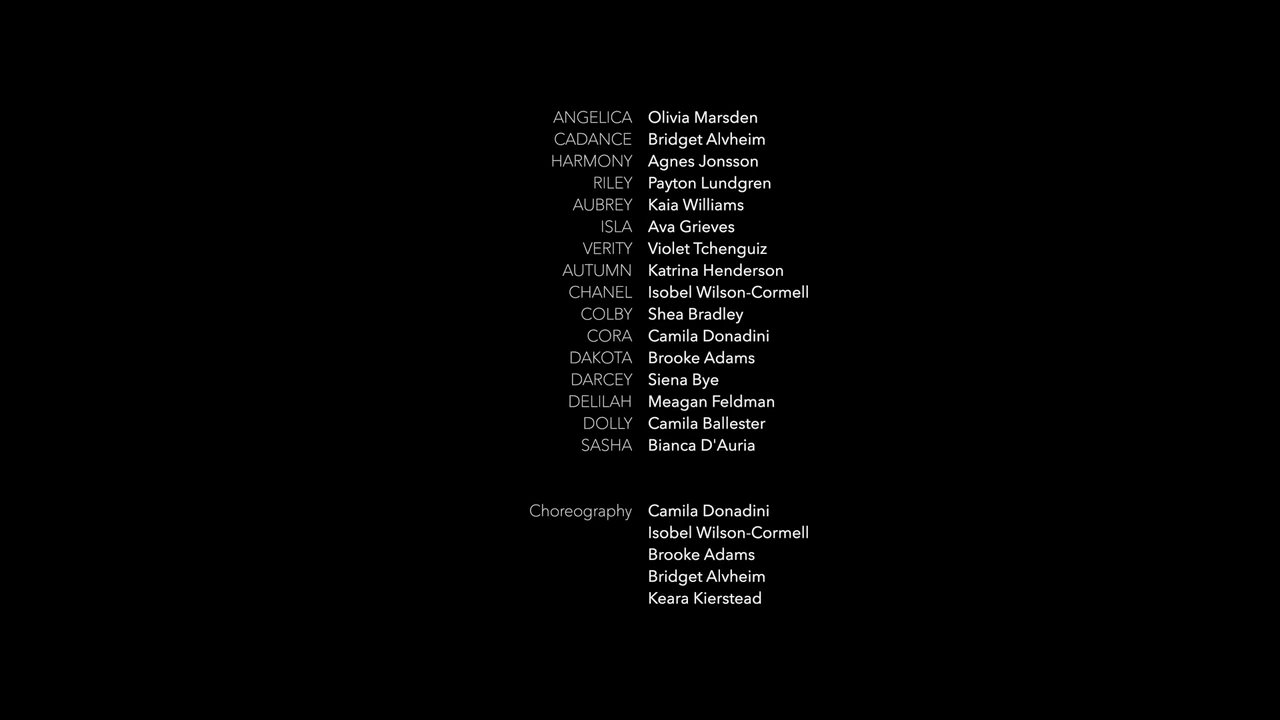 ANGELICA Olivia Marsden
CADANCE Bridget Alvheim
HARMONY Agnes Jonsson
RILEY Payton Lundgren
AUBREY Kaia Williams
ISLA Ava Grieves
VERITY Violet Tchenguiz
AUTUMN Katrina Henderson
CHANEL Isobel Wilson-Cormell
COLBY Shea Bradley
CORA Camila Donadini
DAKOTA Brooke Adams
DARCEY Siena Bye
DELILAH Meagan Feldman
DOLLY Camila Ballester
SASHA Bianca D'Auria
Choreography Camila Donadini
Isobel Wilson-Cormell
Brooke Adams
Bridget Alvheim
Keara Kierstead